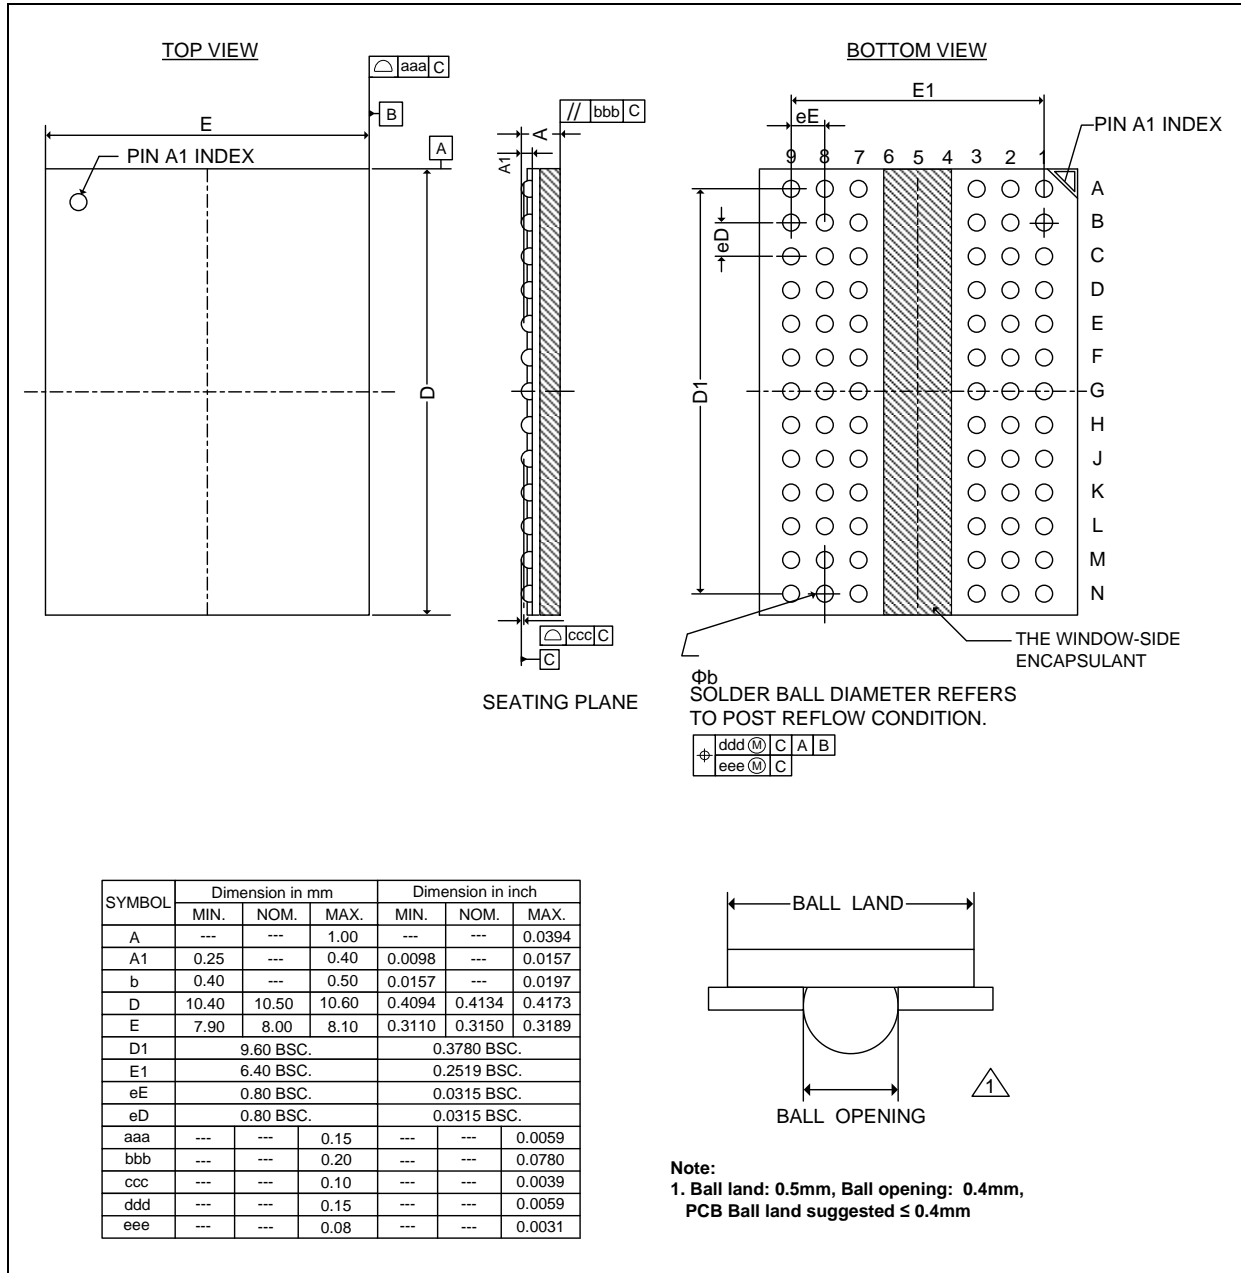 TOP VIEW
aaa C
B
E
PIN A1 INDEX
A
// bbb C
A
A1
D
ccc C
C
SEATING PLANE
BOTTOM VIEW
E1
eE
PIN A1 INDEX
9 8 7 6 5 4 3 2 1
A
B
C
D
E
F
G
H
J
K
L
M
N
eD
D1
THE WINDOW-SIDE
ENCAPSULANT
Φb
SOLDER BALL DIAMETER REFERS
TO POST REFLOW CONDITION.
⌖ ddd Ⓜ C A B
eee Ⓜ C
SYMBOL Dimension in mm Dimension in inch
MIN. NOM. MAX. MIN. NOM. MAX.
A --- --- 1.00 --- --- 0.0394
A1 0.25 --- 0.40 0.0098 --- 0.0157
b 0.40 --- 0.50 0.0157 --- 0.0197
D 10.40 10.50 10.60 0.4094 0.4134 0.4173
E 7.90 8.00 8.10 0.3110 0.3150 0.3189
D1 9.60 BSC. 0.3780 BSC.
E1 6.40 BSC. 0.2519 BSC.
eE 0.80 BSC. 0.0315 BSC.
eD 0.80 BSC. 0.0315 BSC.
aaa --- --- 0.15 --- --- 0.0059
bbb --- --- 0.20 --- --- 0.0780
ccc --- --- 0.10 --- --- 0.0039
ddd --- --- 0.15 --- --- 0.0059
eee --- --- 0.08 --- --- 0.0031
BALL LAND
1
BALL OPENING
Note:
1. Ball land: 0.5mm, Ball opening: 0.4mm,
PCB Ball land suggested ≤ 0.4mm